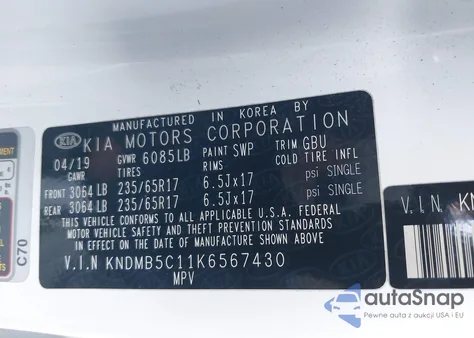 MANUFACTURED IN KOREA BY
KIA KIA MOTORS CORPORATION
04/19 GVWR 6085LB PAINT SWP TRIM GBU
GAWR TIRES COLD TIRE INFL
FRONT 3064 LB 235/65R17 6.5Jx17 psi SINGLE
REAR 3064 LB 235/65R17 6.5Jx17 psi SINGLE
THIS VEHICLE CONFORMS TO ALL APPLICABLE U.S.A. FEDERAL
MOTOR VEHICLE SAFETY AND THEFT PREVENTION STANDARDS IN
EFFECT ON THE DATE OF MANUFACTURE SHOWN ABOVE.
V.I.N KNDMB5C11K6567430
MPV
C70
V.I.N. KN
autoSnap
Pewne auta z aukcji USA i EU